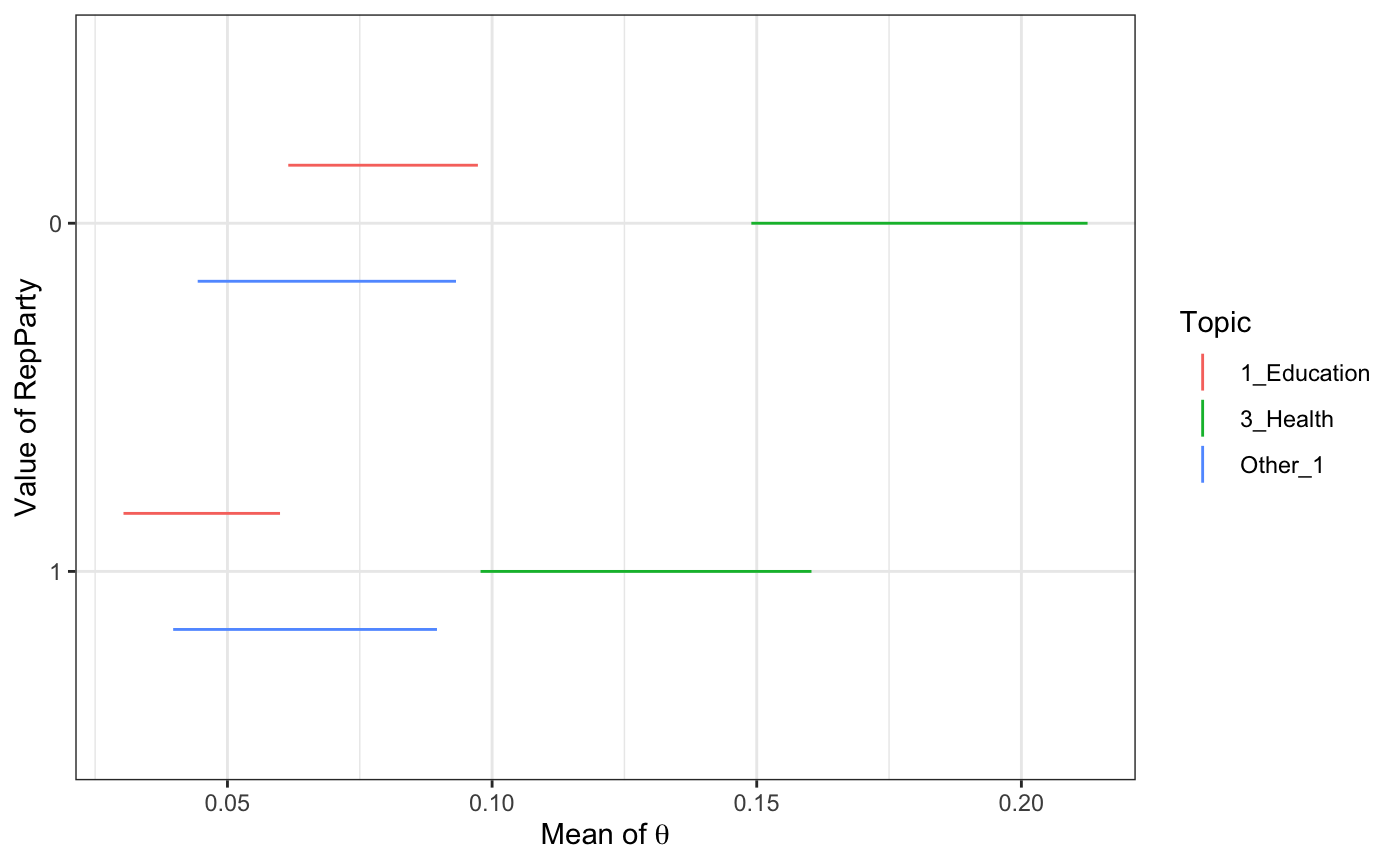 Value of RepParty
0
1
0.05
0.10
0.15
0.20
Mean of θ
Topic
1_Education
3_Health
Other_1